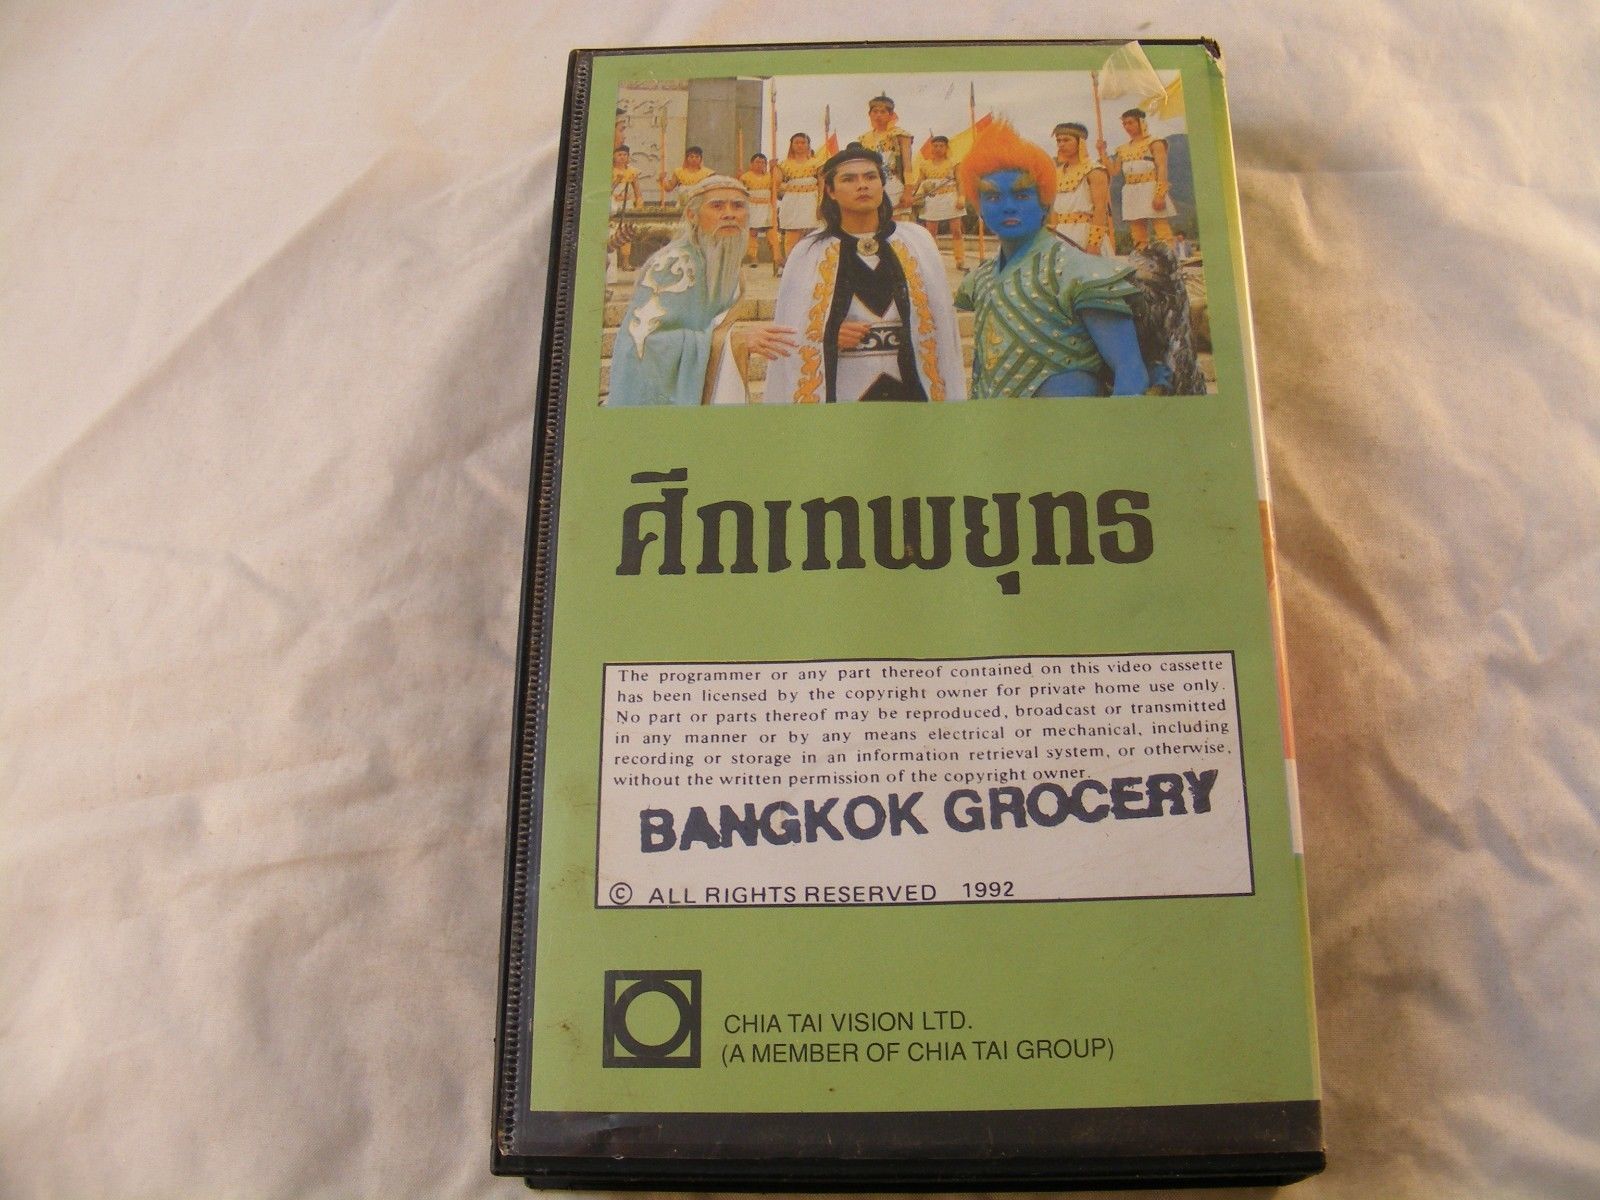 ศึกเทพยุทธ
The programmer or any part thereof contained on this video cassette
has been licensed by the copyright owner for private home use only.
No part or parts thereof may be reproduced, broadcast or transmitted
in any manner or by any means electrical or mechanical, including
recording or storage in an information retrieval system, or otherwise,
without the written permission of the copyright owner.
BANGKOK GROCERY
© ALL RIGHTS RESERVED 1992
CHIA TAI VISION LTD.
(A MEMBER OF CHIA TAI GROUP)